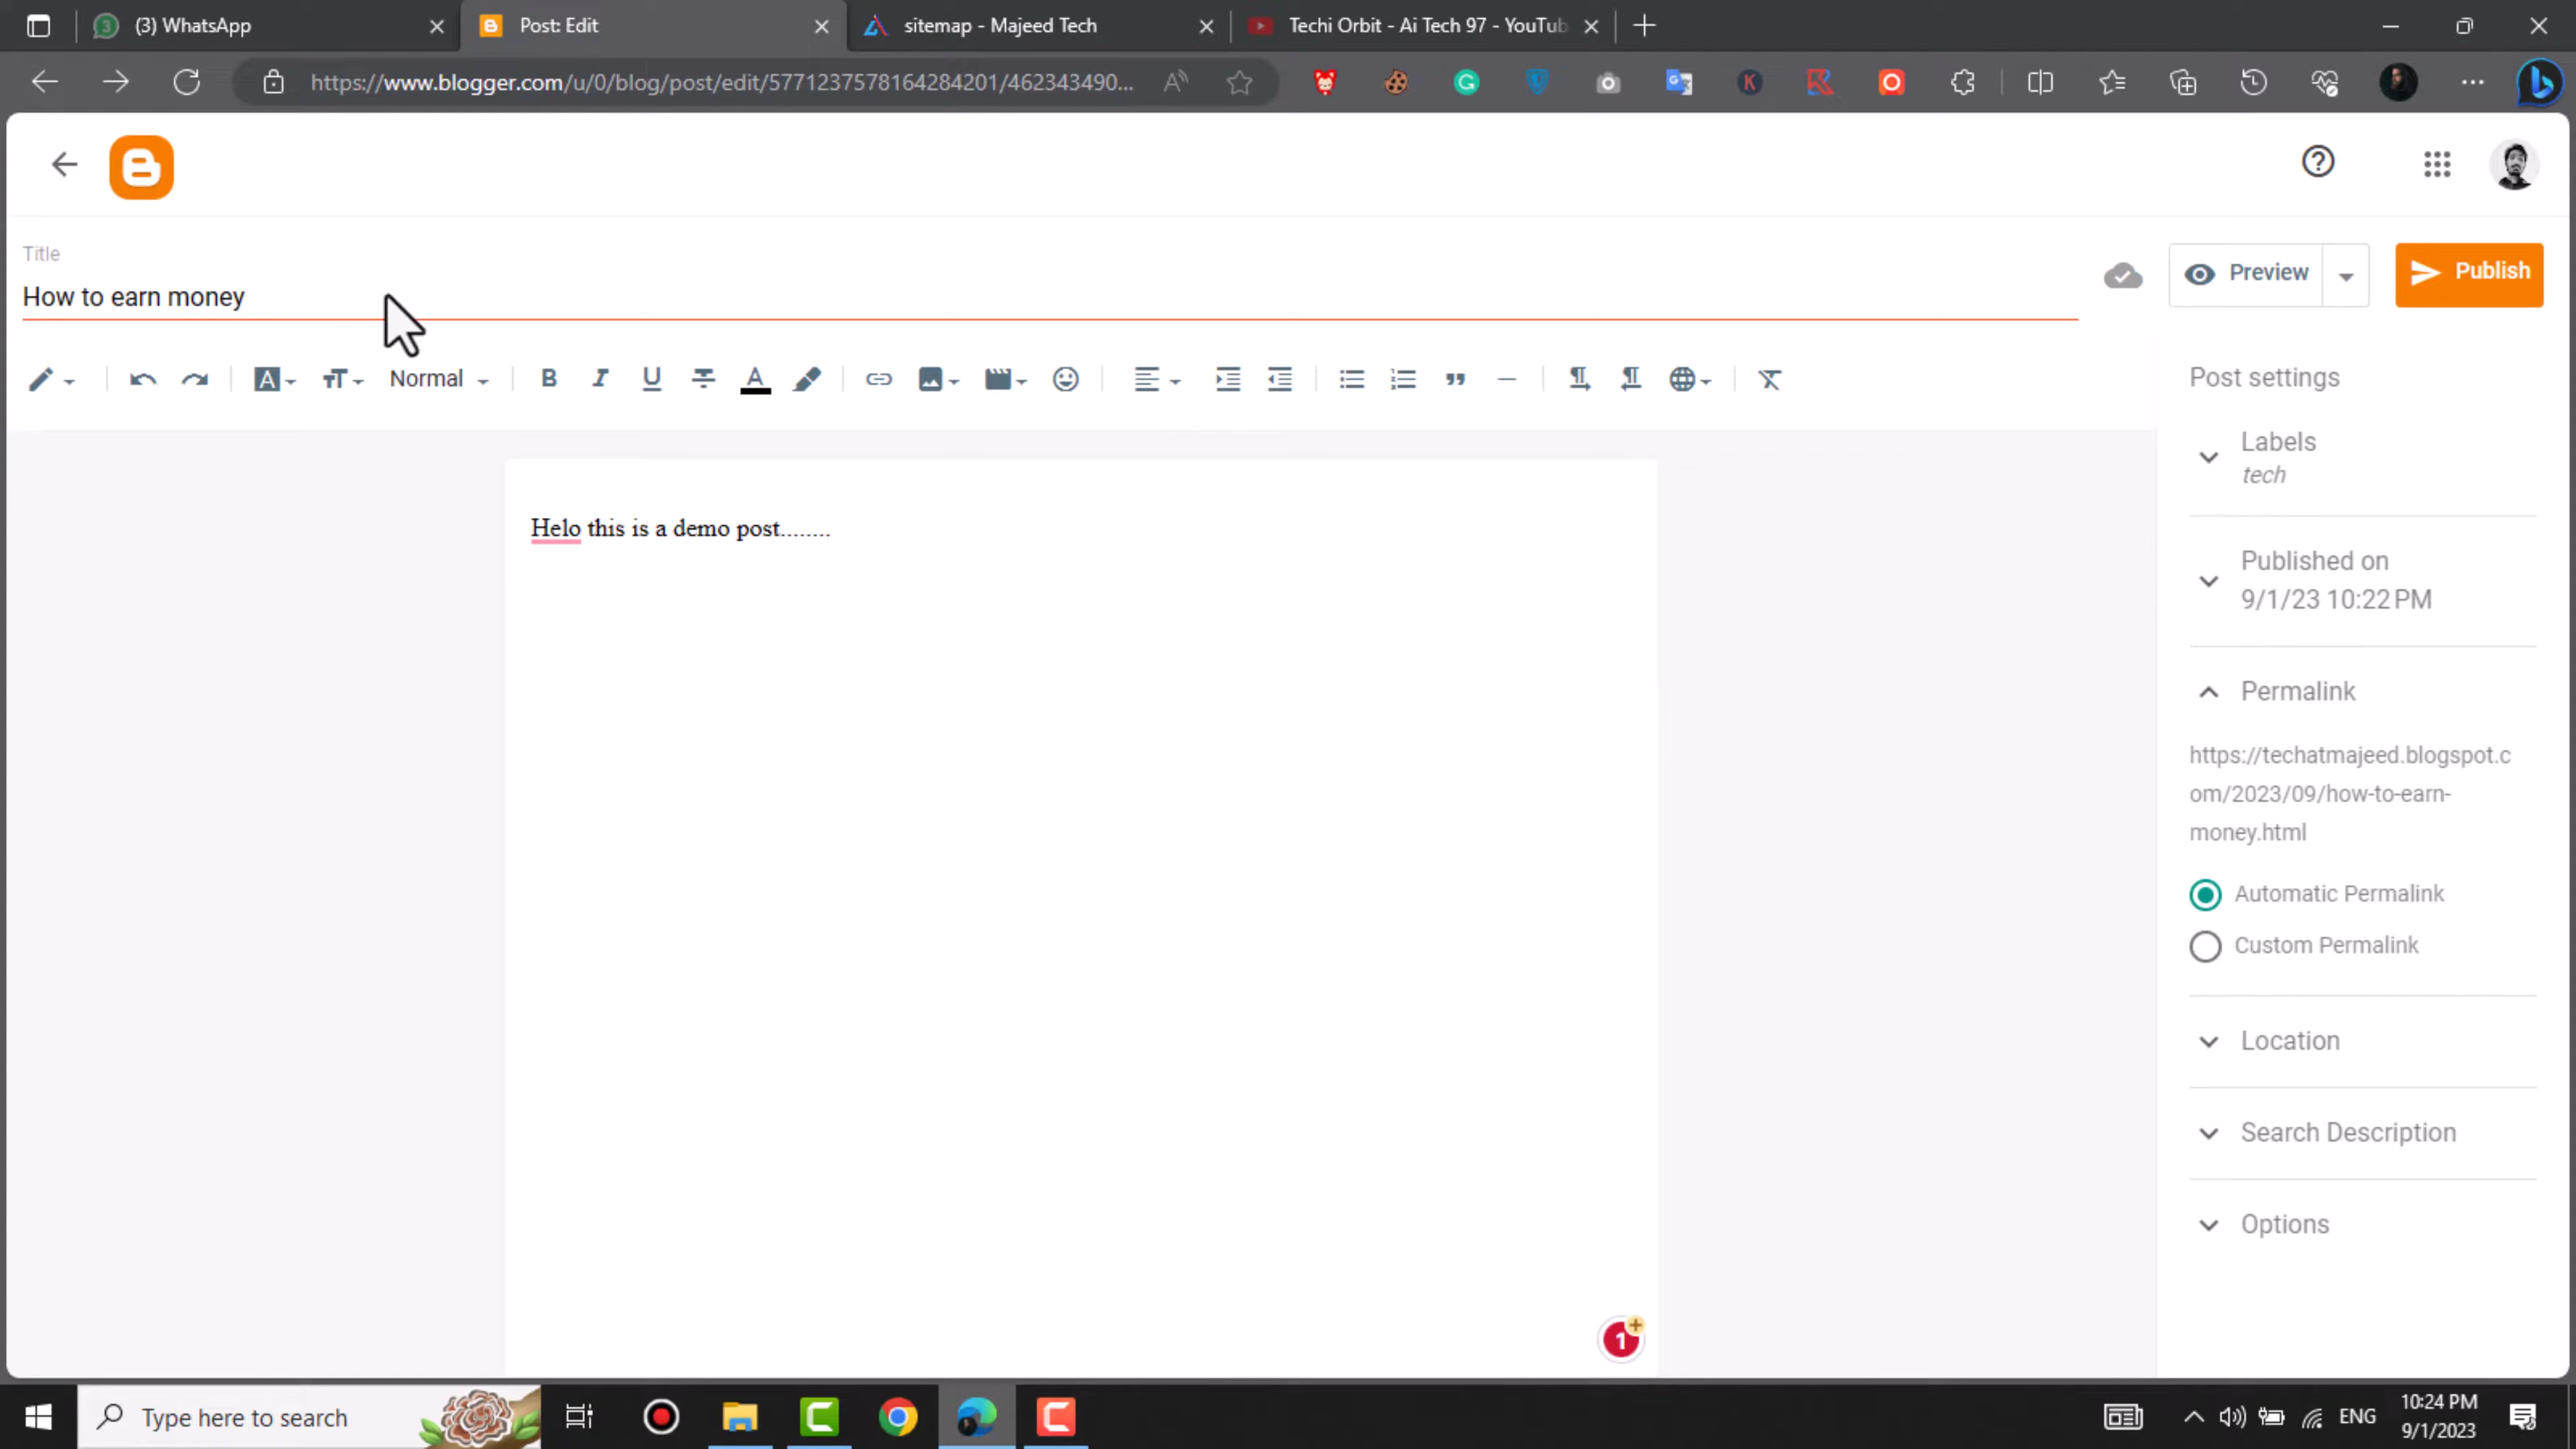 (3) WhatsApp
Post: Edit
sitemap - Majeed Tech
Techi Orbit - Ai Tech 97 - YouTub
https://www.blogger.com/u/0/blog/post/edit/5771237578164284201/462343490...
Title
How to earn money
Preview
Publish
Normal
Post settings
Labels
tech
Helo this is a demo post........
Published on
9/1/23 10:22 PM
Permalink
https://techatmajeed.blogspot.c
om/2023/09/how-to-earn-
money.html
Automatic Permalink
Custom Permalink
Location
Search Description
Options
1
Type here to search
ENG
10:24 PM
9/1/2023